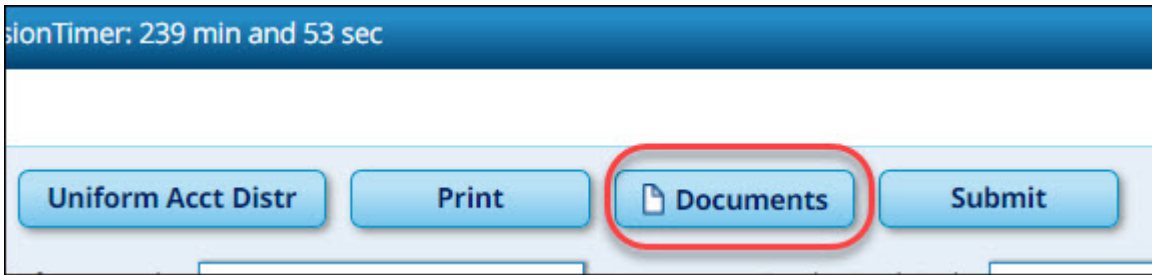 sionTimer: 239 min and 53 sec
Uniform Acct Distr Print Documents Submit